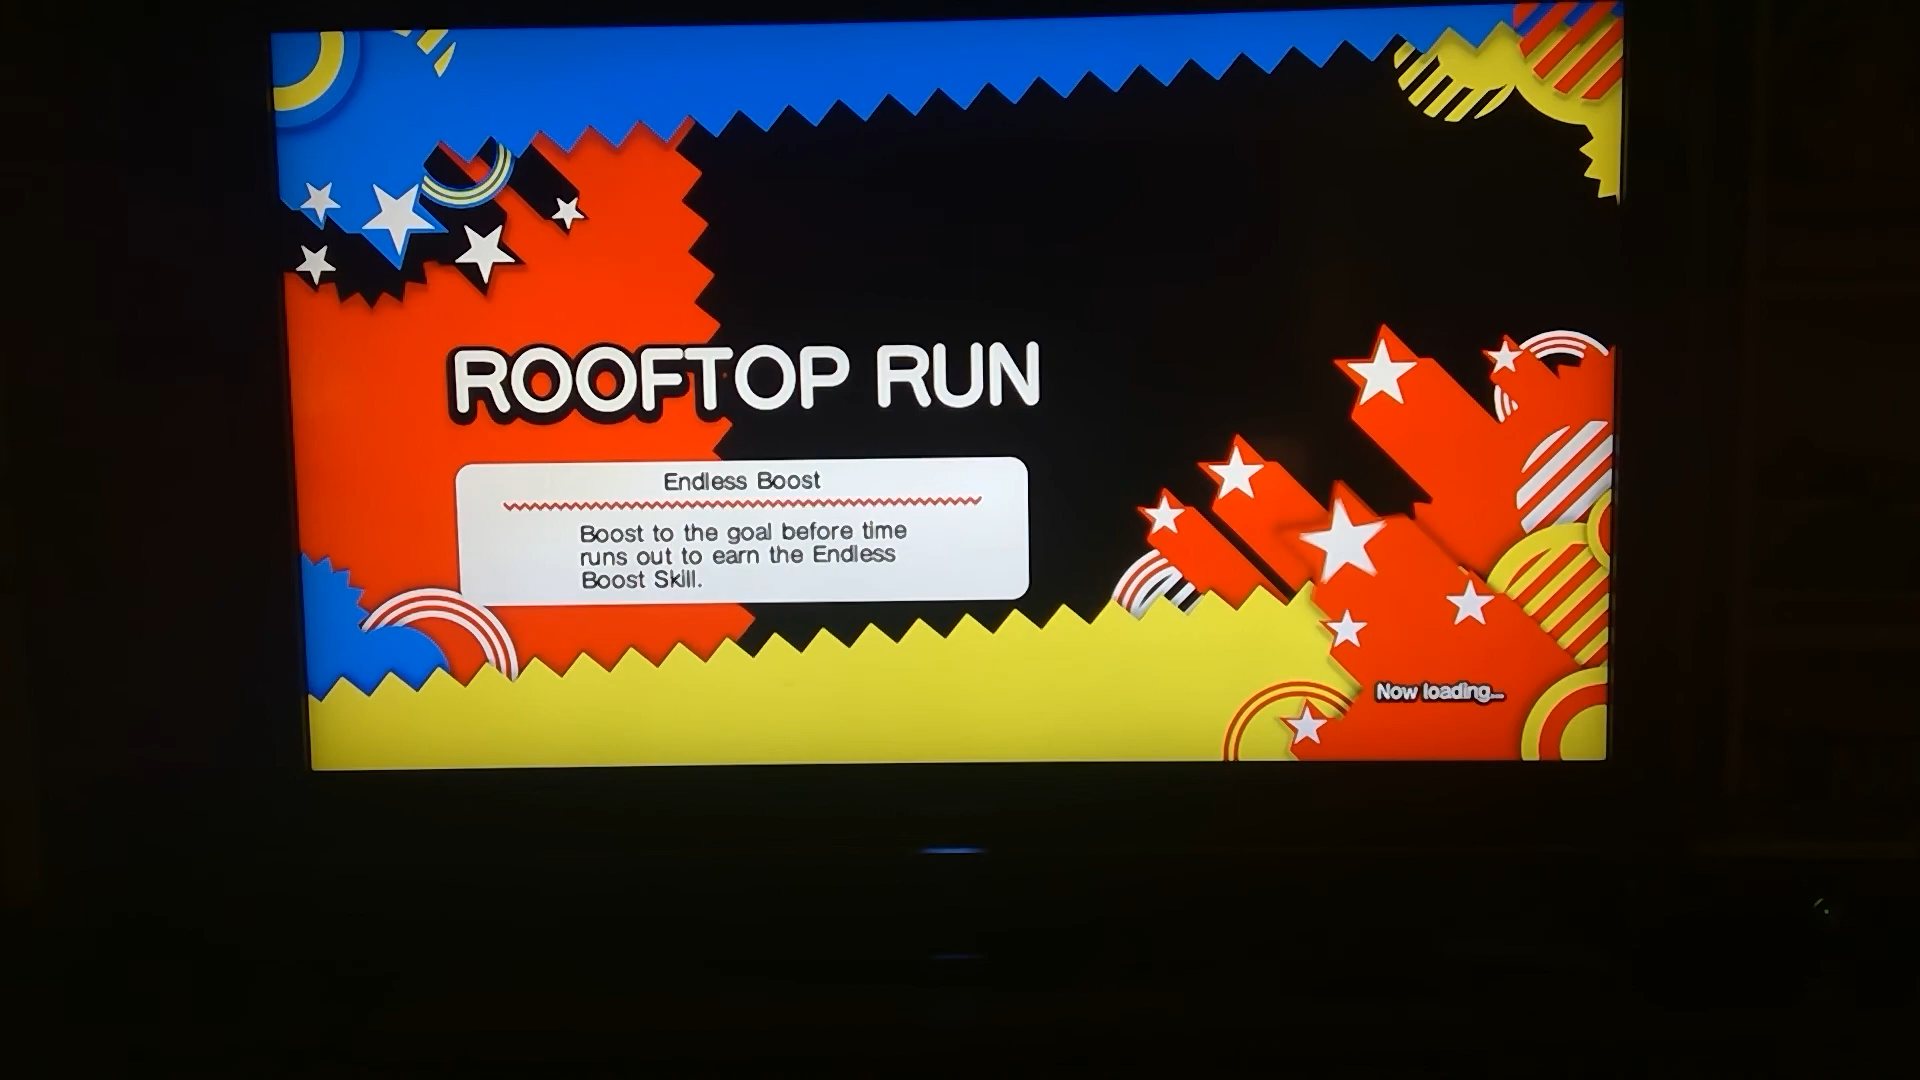 ROOFTOP RUN
Endless Boost
Boost to the goal before time
runs out to earn the Endless
Boost Skill.
Now loading...